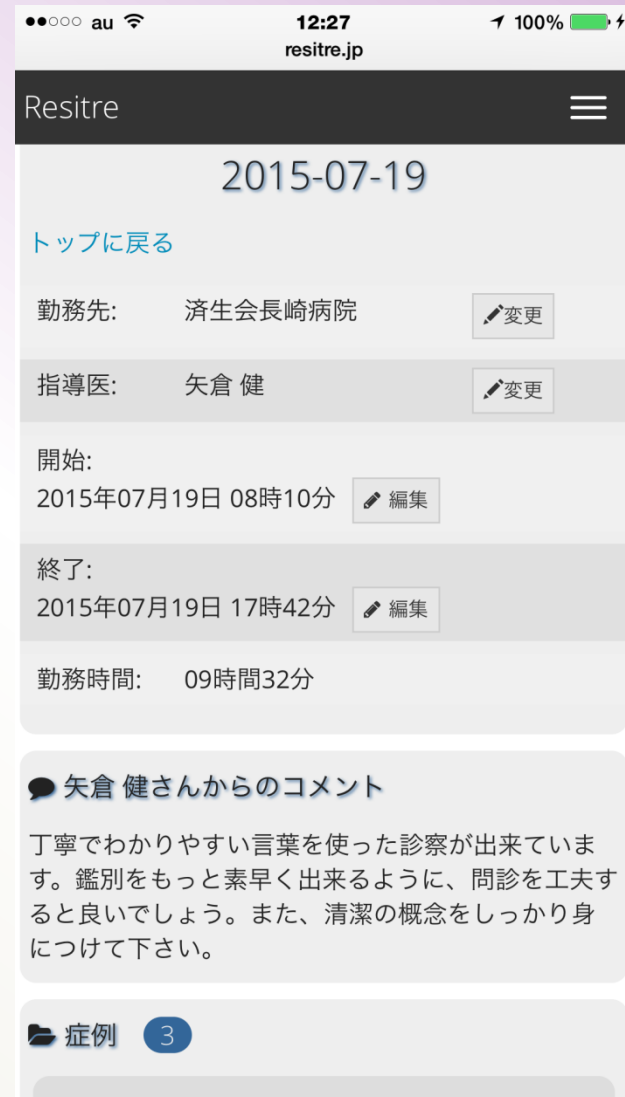 au 12:27 100%
resitre.jp
Resitre
2015-07-19
トップに戻る
勤務先: 済生会長崎病院 変更
指導医: 矢倉 健 変更
開始:
2015年07月19日 08時10分 編集
終了:
2015年07月19日 17時42分 編集
勤務時間: 09時間32分
矢倉 健さんからのコメント
丁寧でわかりやすい言葉を使った診察が出来ていま
す。鑑別をもっと素早く出来るように、問診を工夫す
ると良いでしょう。また、清潔の概念をしっかり身
につけて下さい。
症例 3